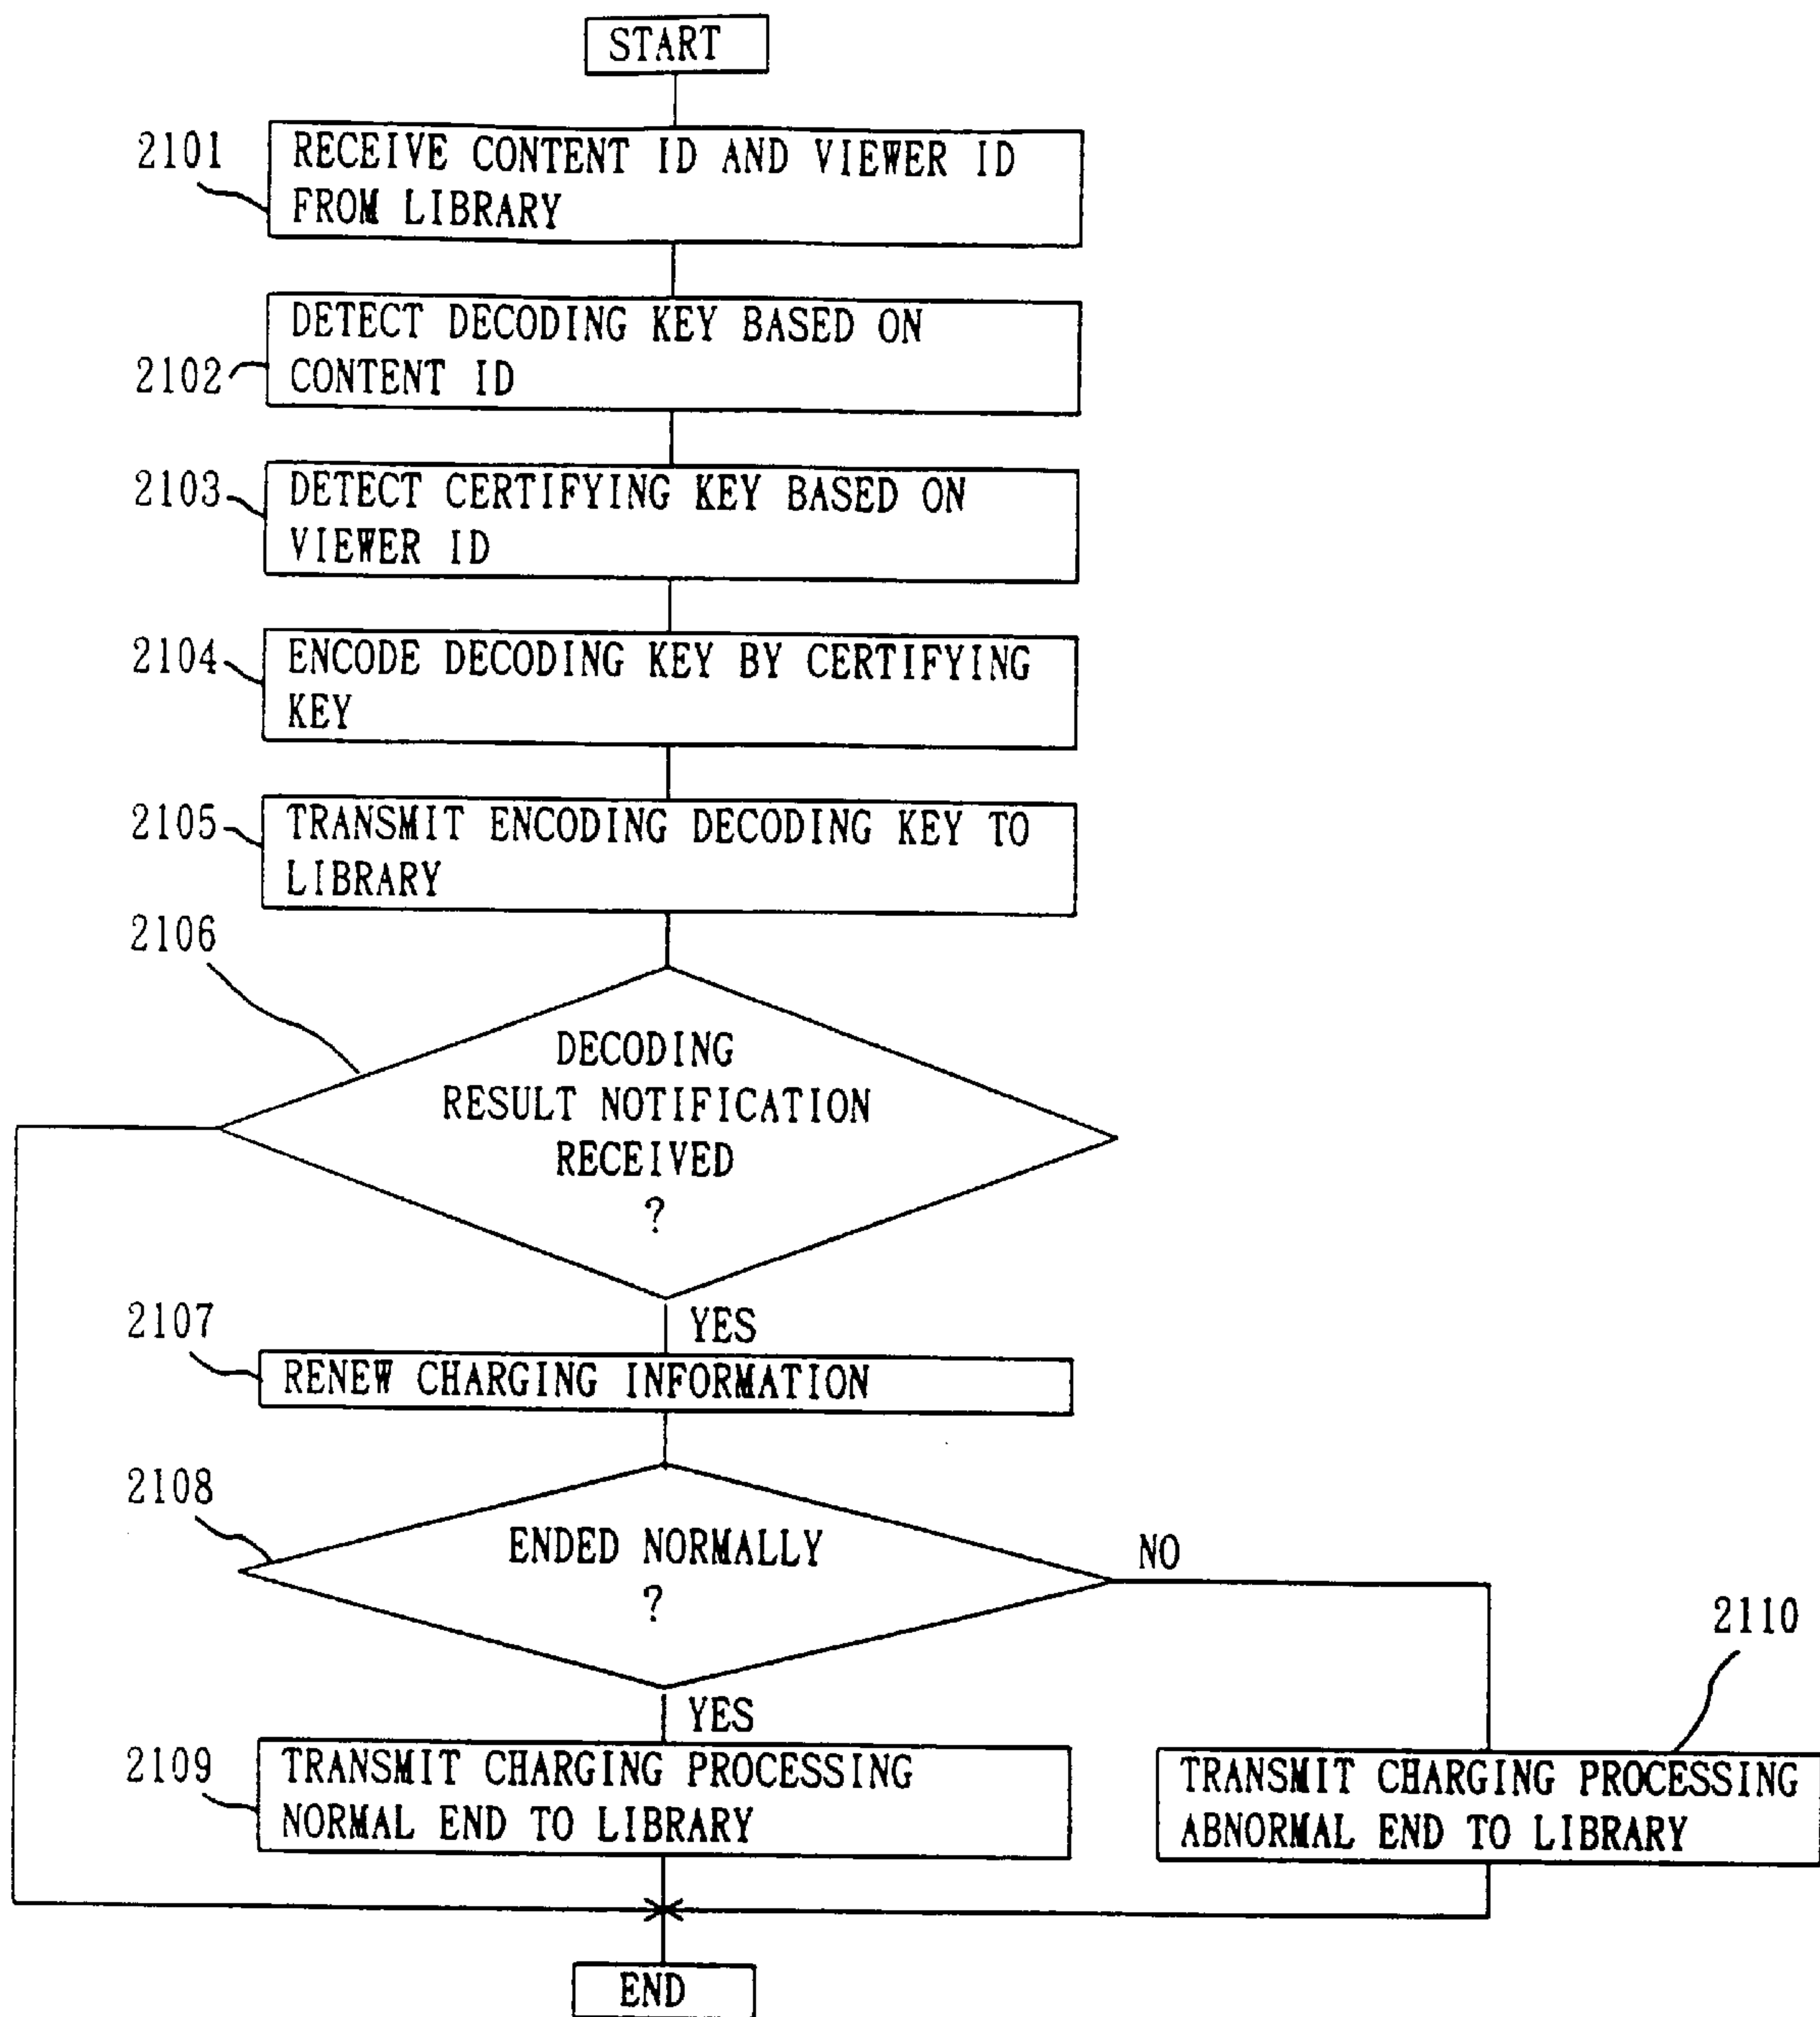 START
2101
RECEIVE CONTENT ID AND VIEWER ID
FROM LIBRARY
2102
DETECT DECODING KEY BASED ON
CONTENT ID
2103
DETECT CERTIFYING KEY BASED ON
VIEWER ID
2104
ENCODE DECODING KEY BY CERTIFYING
KEY
2105
TRANSMIT ENCODING DECODING KEY TO
LIBRARY
2106
DECODING
RESULT NOTIFICATION
RECEIVED
?
YES
2107
RENEW CHARGING INFORMATION
2108
ENDED NORMALLY
?
NO
YES
2109
TRANSMIT CHARGING PROCESSING
NORMAL END TO LIBRARY
2110
TRANSMIT CHARGING PROCESSING
ABNORMAL END TO LIBRARY
END